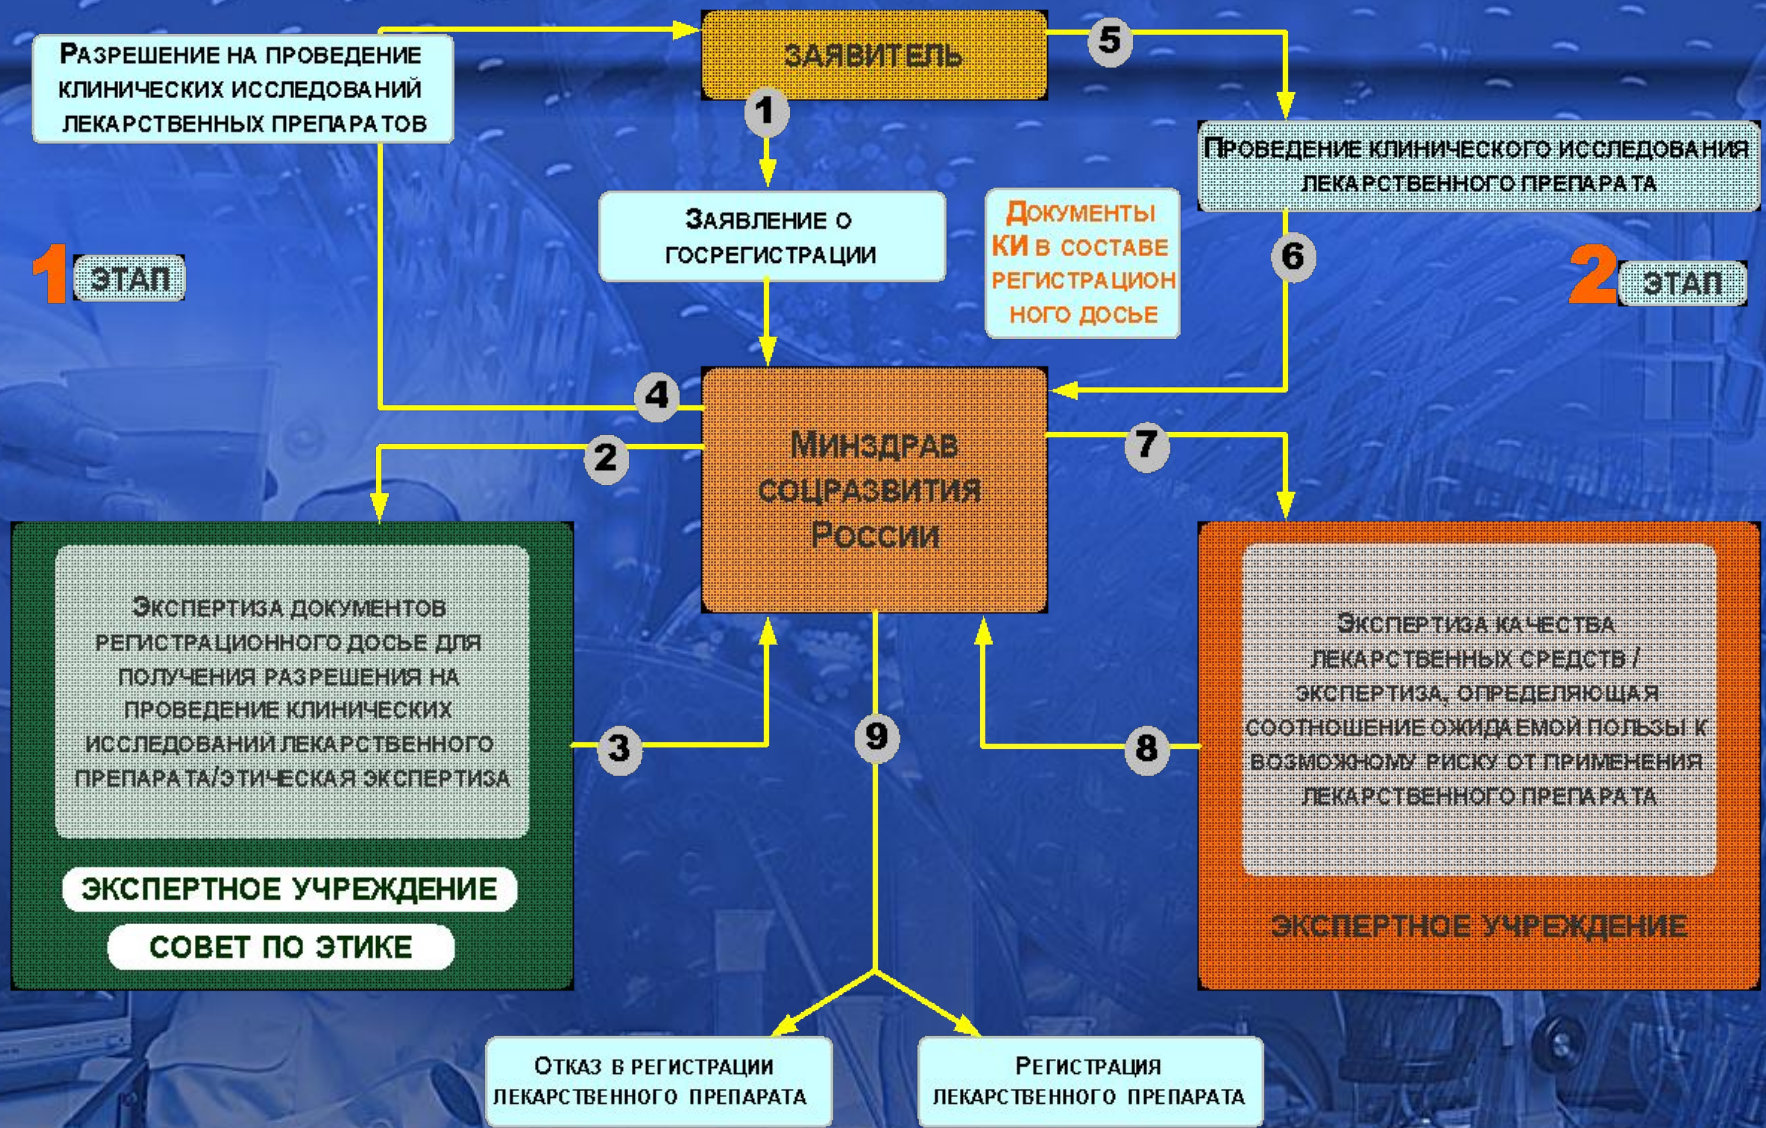 РАЗРЕШЕНИЕ НА ПРОВЕДЕНИЕ
КЛИНИЧЕСКИХ ИССЛЕДОВАНИЙ
ЛЕКАРСТВЕННЫХ ПРЕПАРАТОВ
ЗАЯВИТЕЛЬ
5
1
ПРОВЕДЕНИЕ КЛИНИЧЕСКОГО ИССЛЕДОВАНИЯ
ЛЕКАРСТВЕННОГО ПРЕПАРАТА
ЗАЯВЛЕНИЕ О
ГОСРЕГИСТРАЦИИ
ДОКУМЕНТЫ
КИ В СОСТАВЕ
РЕГИСТРАЦИОН
НОГО ДОСЬЕ
6
1 ЭТАП
2 ЭТАП
4
2
МИНЗДРАВ
СОЦРАЗВИТИЯ
РОССИИ
7
ЭКСПЕРТИЗА ДОКУМЕНТОВ
РЕГИСТРАЦИОННОГО ДОСЬЕ ДЛЯ
ПОЛУЧЕНИЯ РАЗРЕШЕНИЯ НА
ПРОВЕДЕНИЕ КЛИНИЧЕСКИХ
ИССЛЕДОВАНИЙ ЛЕКАРСТВЕННОГО
ПРЕПАРАТА/ЭТИЧЕСКАЯ ЭКСПЕРТИЗА
ЭКСПЕРТНОЕ УЧРЕЖДЕНИЕ
СОВЕТ ПО ЭТИКЕ
3
9
8
ЭКСПЕРТИЗА КАЧЕСТВА
ЛЕКАРСТВЕННЫХ СРЕДСТВ /
ЭКСПЕРТИЗА, ОПРЕДЕЛЯЮЩАЯ
СООТНОШЕНИЕ ОЖИДАЕМОЙ ПОЛЬЗЫ К
ВОЗМОЖНОМУ РИСКУ ОТ ПРИМЕНЕНИЯ
ЛЕКАРСТВЕННОГО ПРЕПАРАТА
ЭКСПЕРТНОЕ УЧРЕЖДЕНИЕ
ОТКАЗ В РЕГИСТРАЦИИ
ЛЕКАРСТВЕННОГО ПРЕПАРАТА
РЕГИСТРАЦИЯ
ЛЕКАРСТВЕННОГО ПРЕПАРАТА